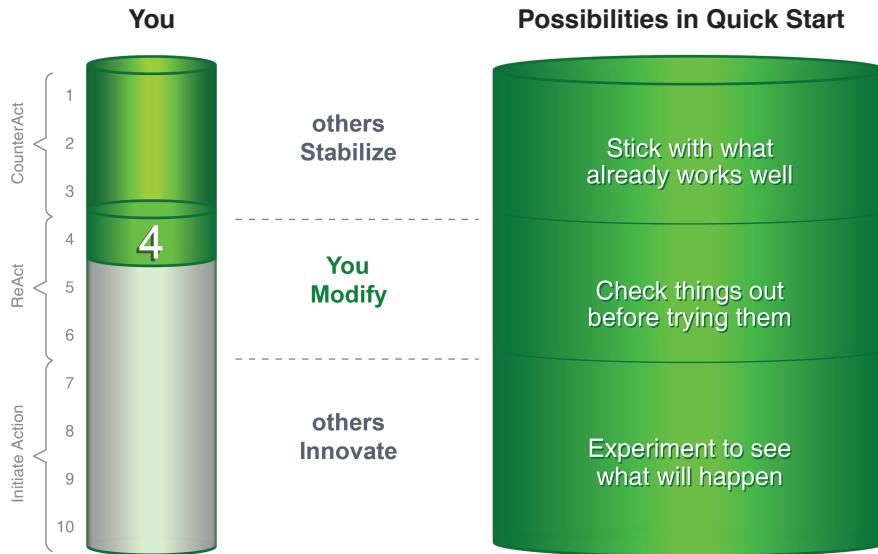 You
Possibilities in Quick Start
CounterAct
1
2
3
ReAct
4
5
6
Initiate Action
7
8
9
10
4
others
Stabilize
You
Modify
others
Innovate
Stick with what
already works well
Check things out
before trying them
Experiment to see
what will happen